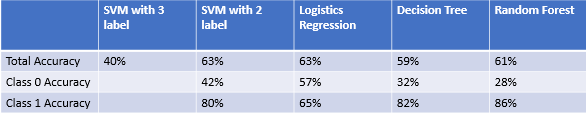 SVM with 3 label SVM with 2 label Logistics Regression Decision Tree Random Forest
Total Accuracy 40% 63% 63% 59% 61%
Class 0 Accuracy 42% 57% 32% 28%
Class 1 Accuracy 80% 65% 82% 86%